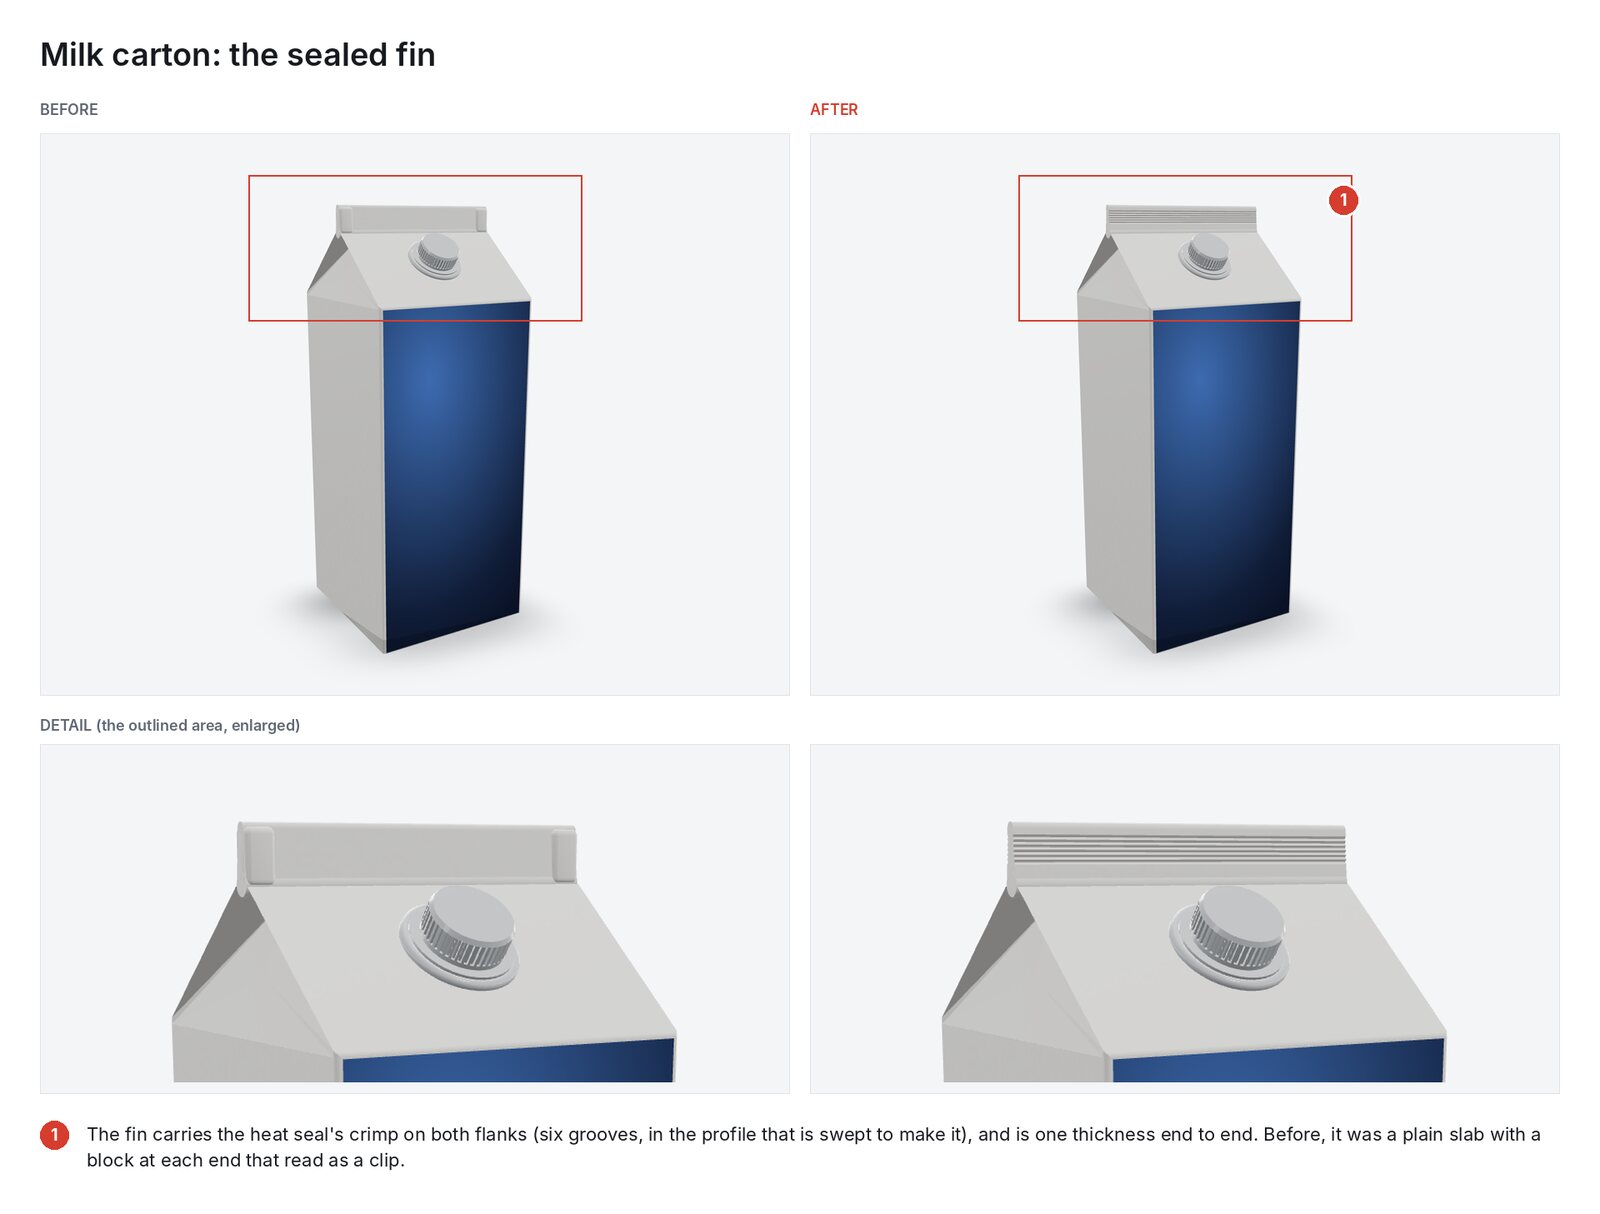 Milk carton: the sealed fin
BEFORE
AFTER
1
DETAIL (the outlined area, enlarged)
1
The fin carries the heat seal's crimp on both flanks (six grooves, in the profile that is swept to make it), and is one thickness end to end. Before, it was a plain slab with a
block at each end that read as a clip.